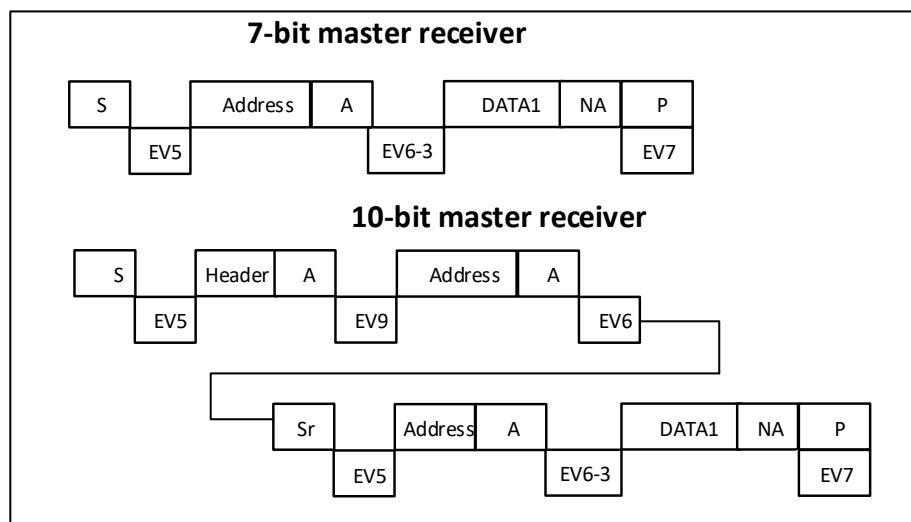 7-bit master receiver
S Address A DATA1 NA P
EV5 EV6-3 EV7
10-bit master receiver
S Header A Address A
EV5 EV9 EV6
Sr Address A DATA1 NA P
EV5 EV6-3 EV7